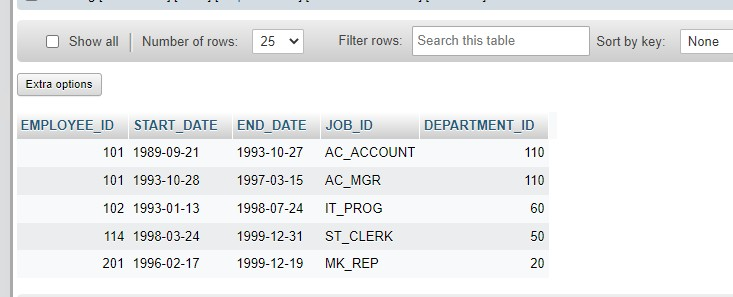 Show all Number of rows: 25 Filter rows: Search this table Sort by key: None
Extra options
EMPLOYEE_ID START_DATE END_DATE JOB_ID DEPARTMENT_ID
101 1989-09-21 1993-10-27 AC_ACCOUNT 110
101 1993-10-28 1997-03-15 AC_MGR 110
102 1993-01-13 1998-07-24 IT_PROG 60
114 1998-03-24 1999-12-31 ST_CLERK 50
201 1996-02-17 1999-12-19 MK_REP 20